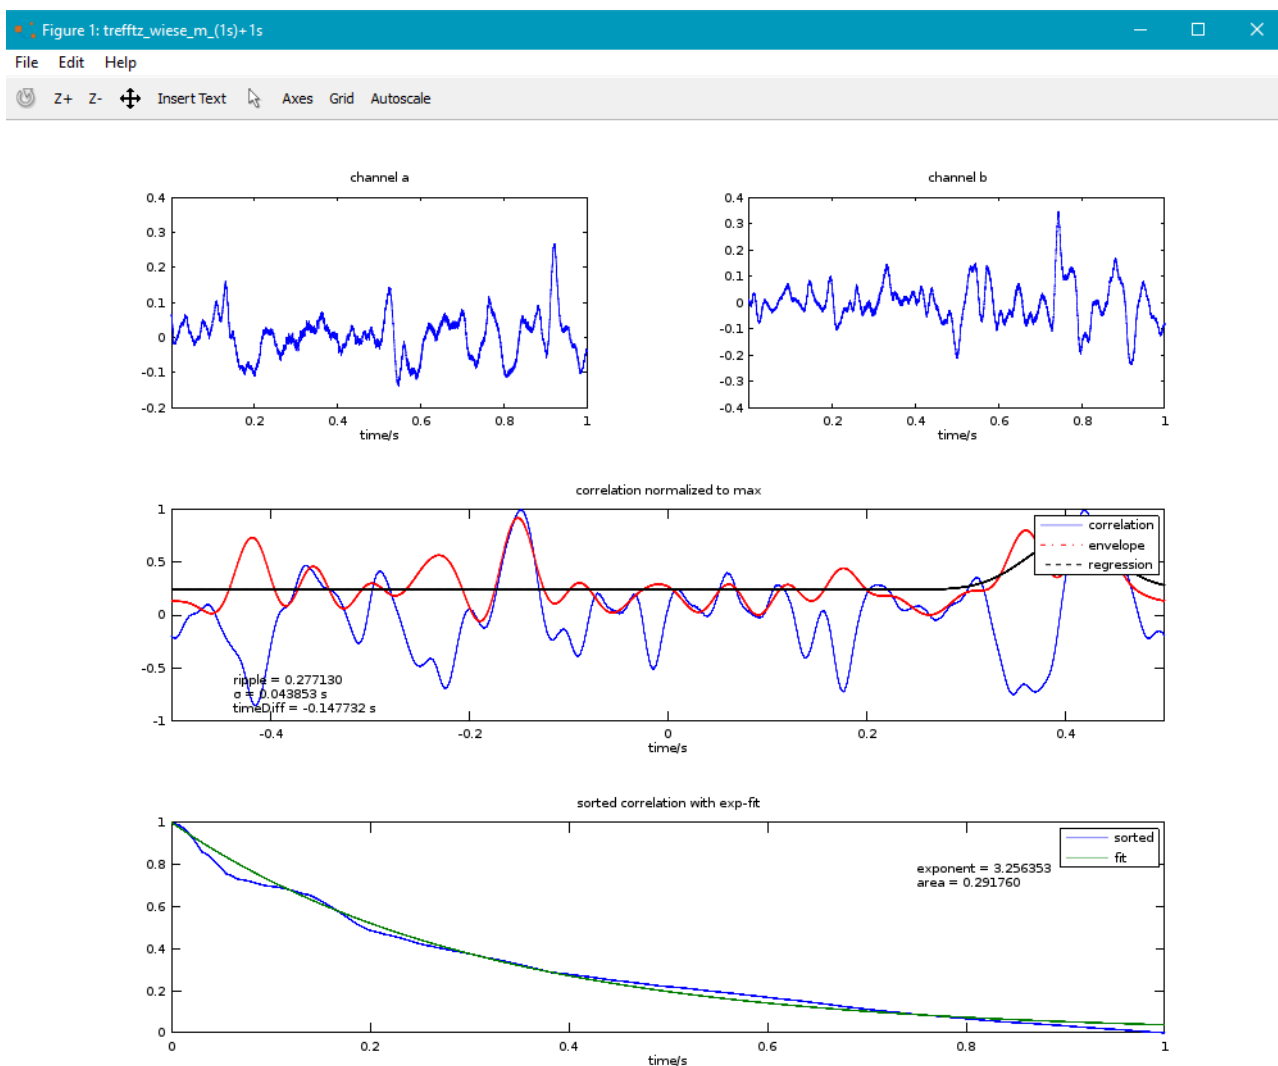 Figure 1: trefftz_wiese_m_(1s)+1s
File Edit Help
Z+ Z- Insert Text Axes Grid Autoscale
channel a
0.4
0.3
0.2
0.1
0
-0.1
-0.2
0.2 0.4 0.6 0.8 1
time/s
channel b
0.4
0.3
0.2
0.1
0
-0.1
-0.2
-0.3
-0.4
0.2 0.4 0.6 0.8 1
time/s
correlation normalized to max
1
0.5
0
-0.5
-1
correlation
envelope
regression
ripple = 0.277130
σ = 0.043853 s
timeDiff = -0.147732 s
-0.4 -0.2 0 0.2 0.4
time/s
sorted correlation with exp-fit
1
0.8
0.6
0.4
0.2
0
sorted
fit
exponent = 3.256353
area = 0.291760
0 0.2 0.4 0.6 0.8 1
time/s